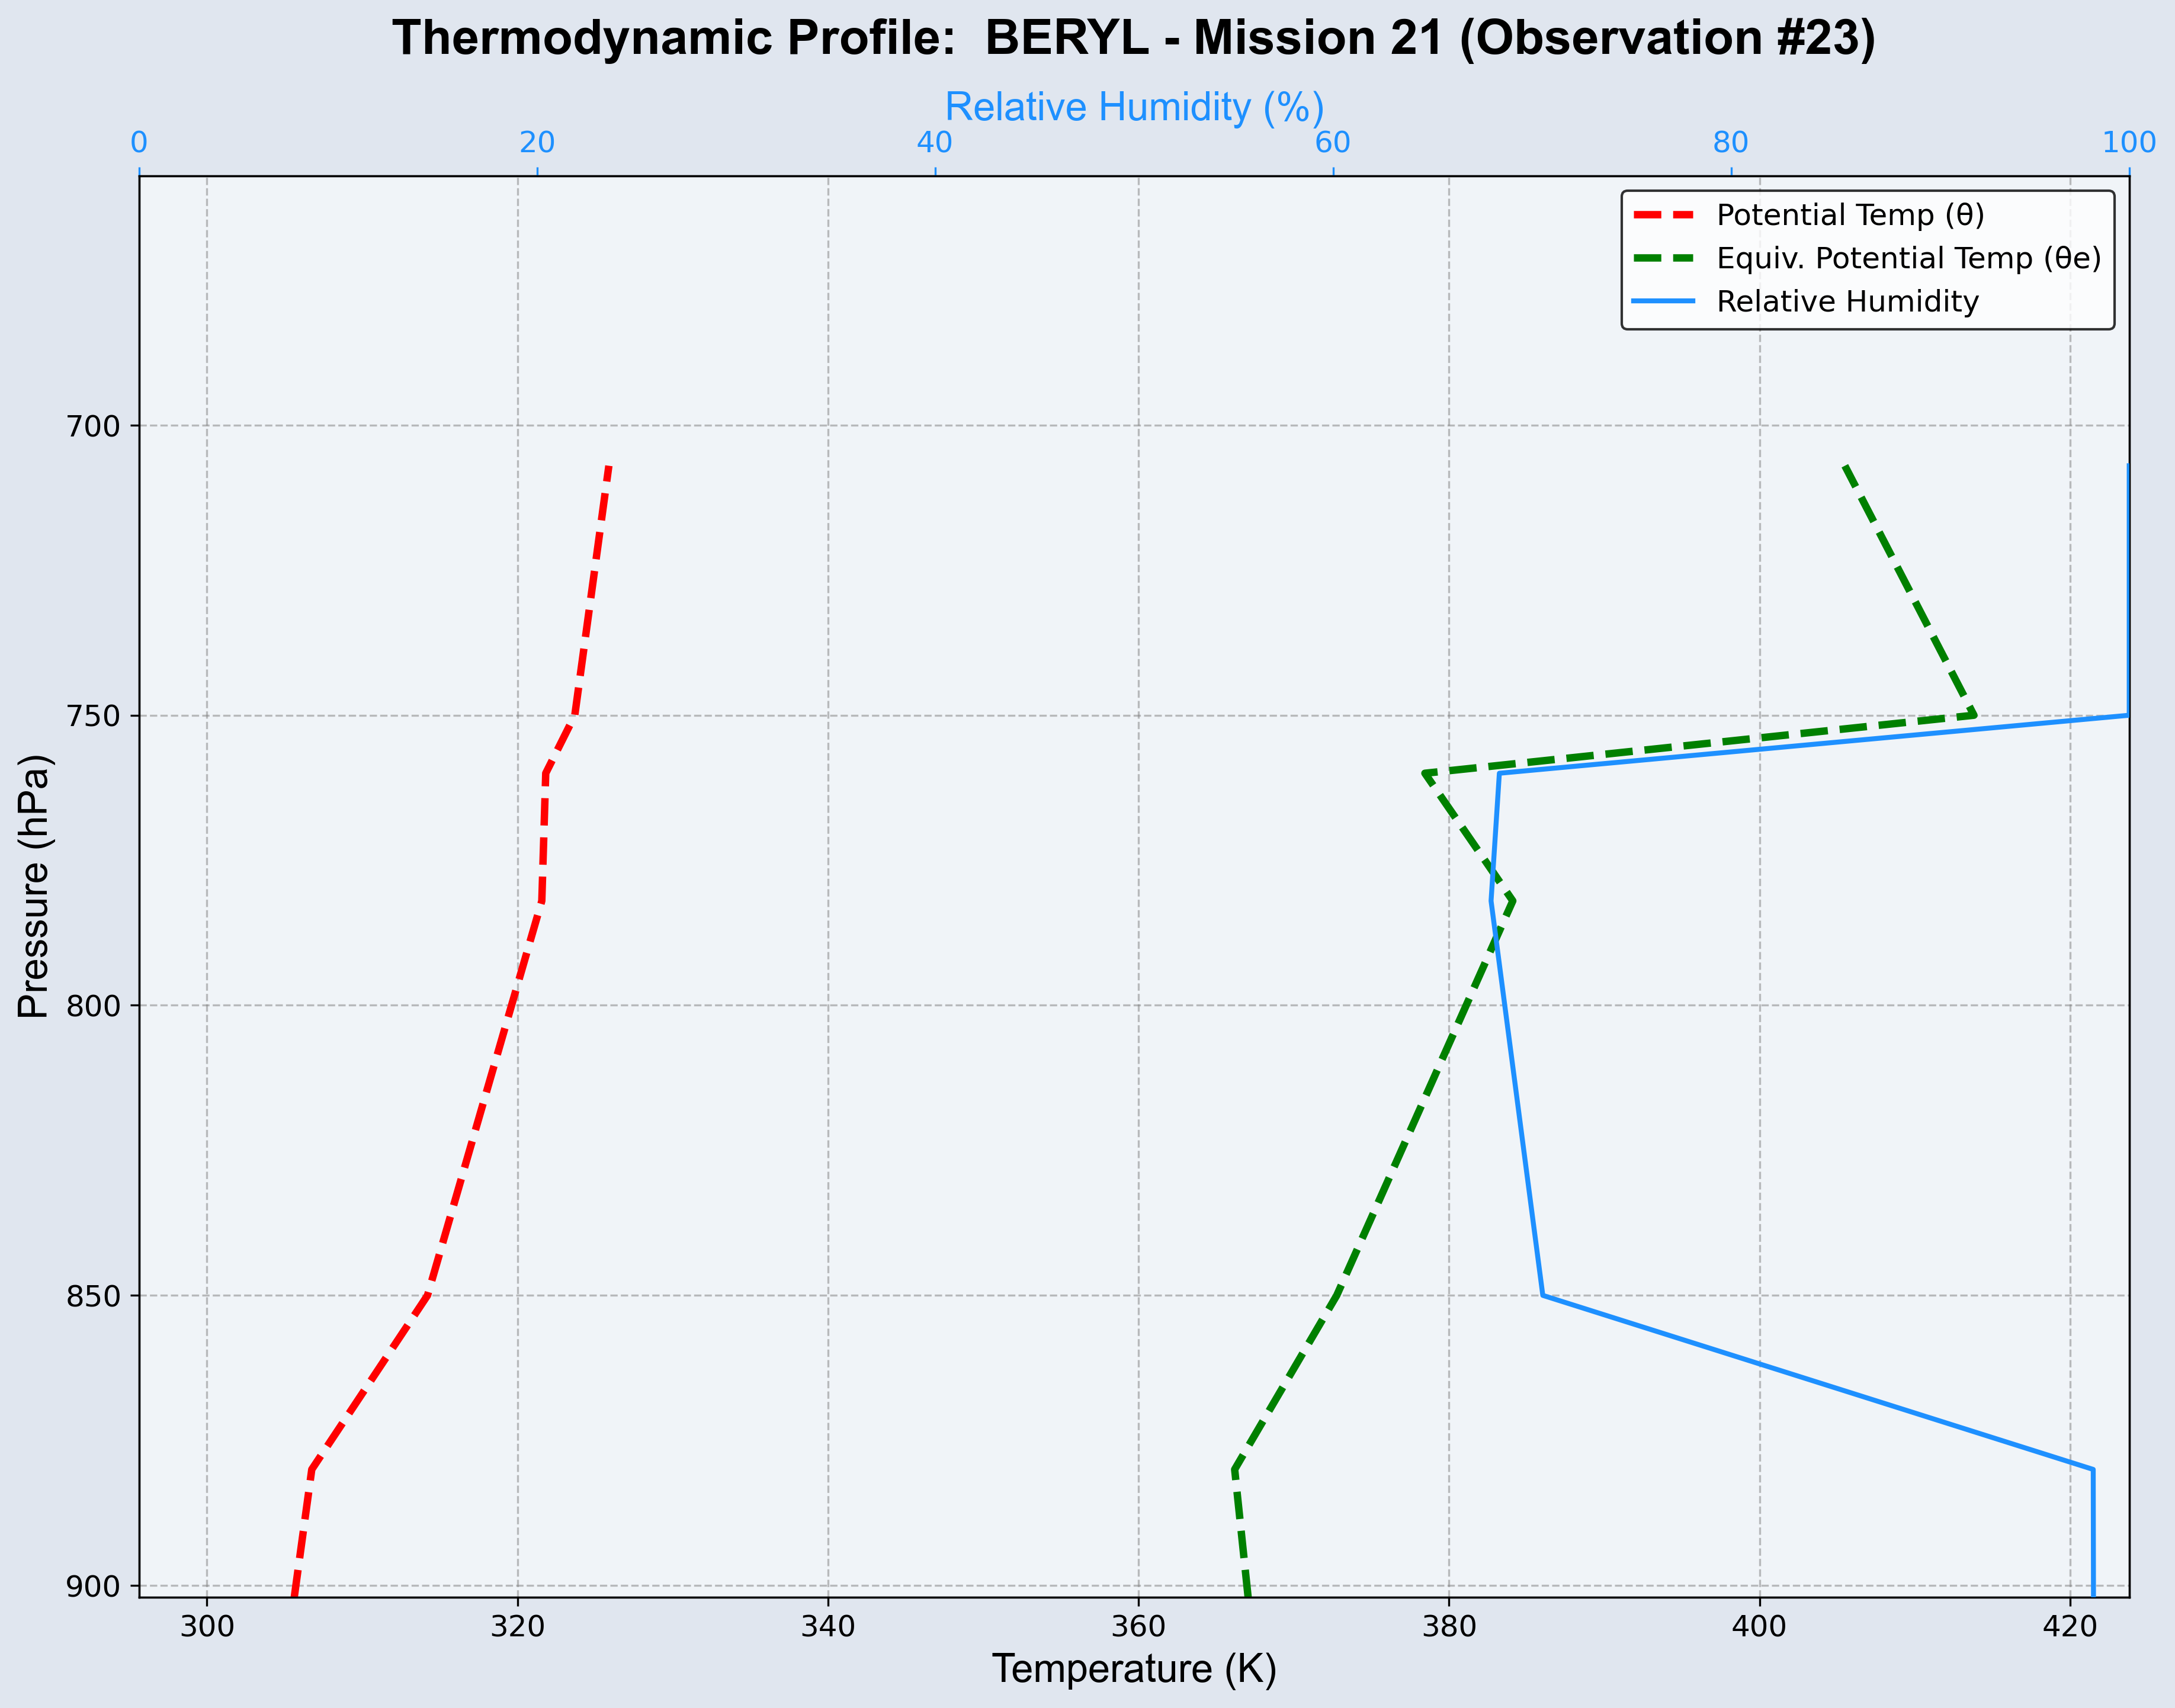 Thermodynamic Profile:  BERYL - Mission 21 (Observation #23)
Relative Humidity (%)
0 20 40 60 80 100
Potential Temp (θ)
Equiv. Potential Temp (θe)
Relative Humidity
Pressure (hPa)
700
750
800
850
900
300 320 340 360 380 400 420
Temperature (K)